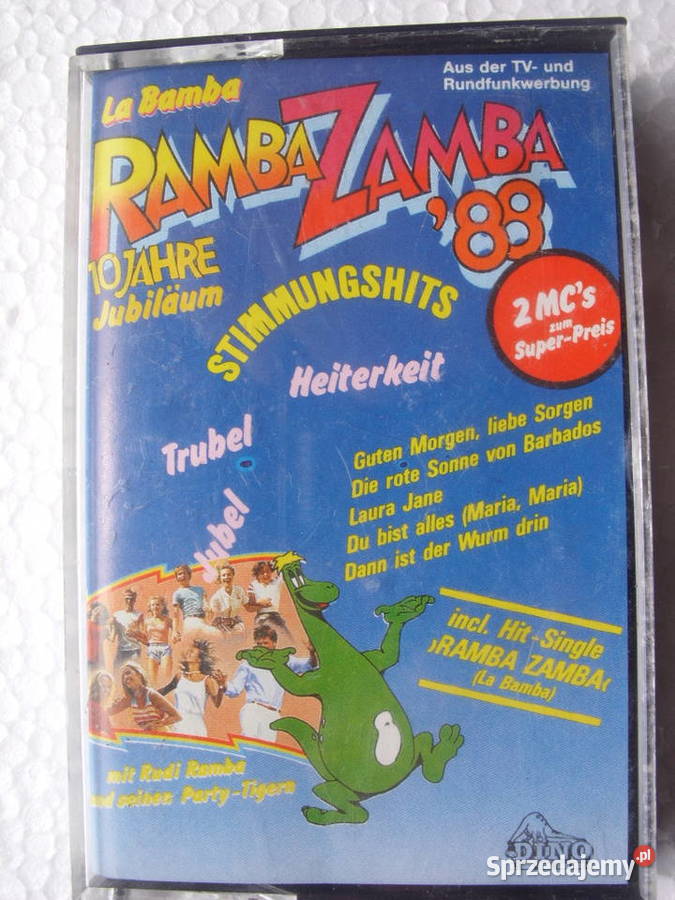 La Bamba
Aus der TV- und
Rundfunkwerbung
RAMBA ZAMBA
'88
10 JAHRE
Jubiläum
STIMMUNGSHITS
2 MC's
zum
Super-Preis
Heiterkeit
Trubel
Jubel
Guten Morgen, liebe Sorgen
Die rote Sonne von Barbados
Laura Jane
Du bist alles (Maria, Maria)
Dann ist der Wurm drin
incl. Hit-Single
›RAMBA ZAMBA‹
(La Bamba)
mit Rudi Ramba
und seinen Party-Tigern
DINO
Sprzedajemy.pl